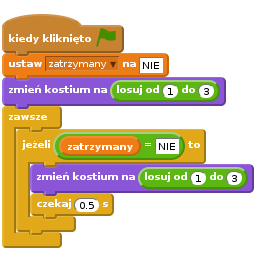 kiedy kliknięto
ustaw zatrzymany na NIE
zmień kostium na losuj od 1 do 3
zawsze
jeżeli zatrzymany = NIE to
zmień kostium na losuj od 1 do 3
czekaj 0.5 s